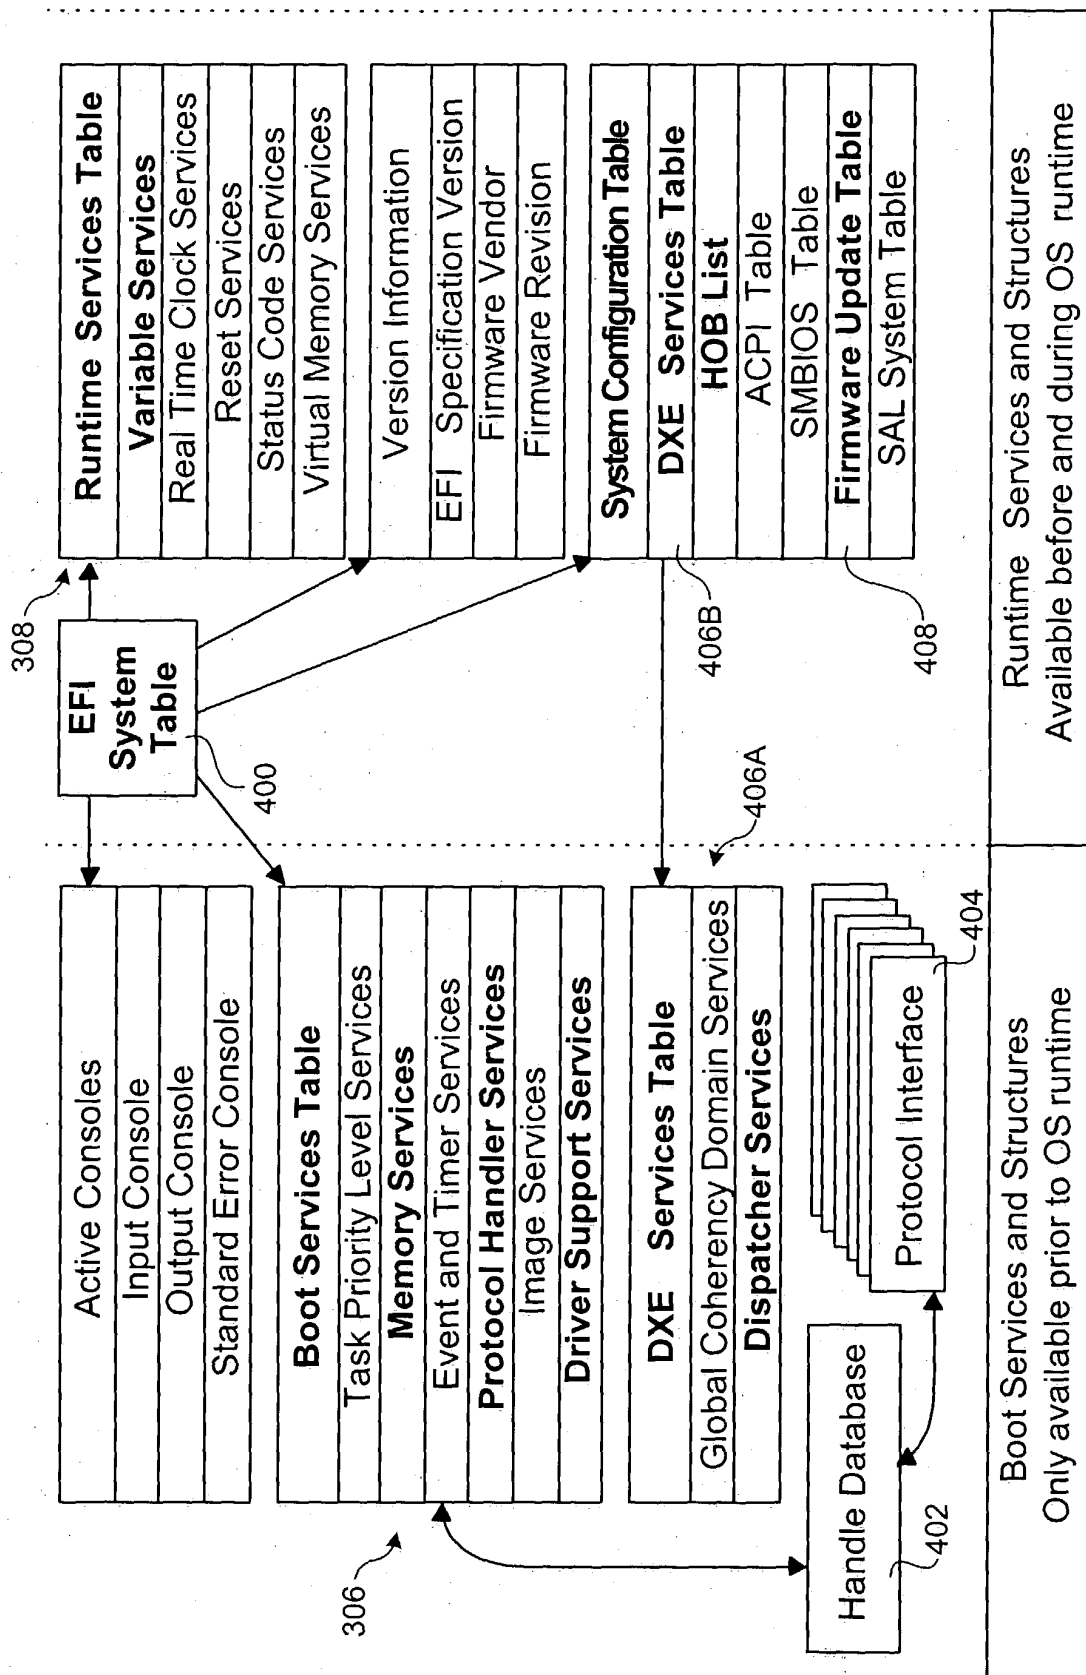 Active Consoles
Input Console
Output Console
Standard Error Console
Boot Services Table
Task Priority Level Services
Memory Services
Event and Timer Services
Protocol Handler Services
Image Services
Driver Support Services
306
DXE Services Table
Global Coherency Domain Services
Dispatcher Services
406A
Handle Database
402
Protocol Interface
404
Boot Services and Structures
Only available prior to OS runtime
EFI
System
Table
400
308
Runtime Services Table
Variable Services
Real Time Clock Services
Reset Services
Status Code Services
Virtual Memory Services
Version Information
EFI Specification Version
Firmware Vendor
Firmware Revision
System Configuration Table
DXE Services Table
HOB List
ACPI Table
SMBIOS Table
Firmware Update Table
SAL System Table
406B
408
Runtime Services and Structures
Available before and during OS runtime